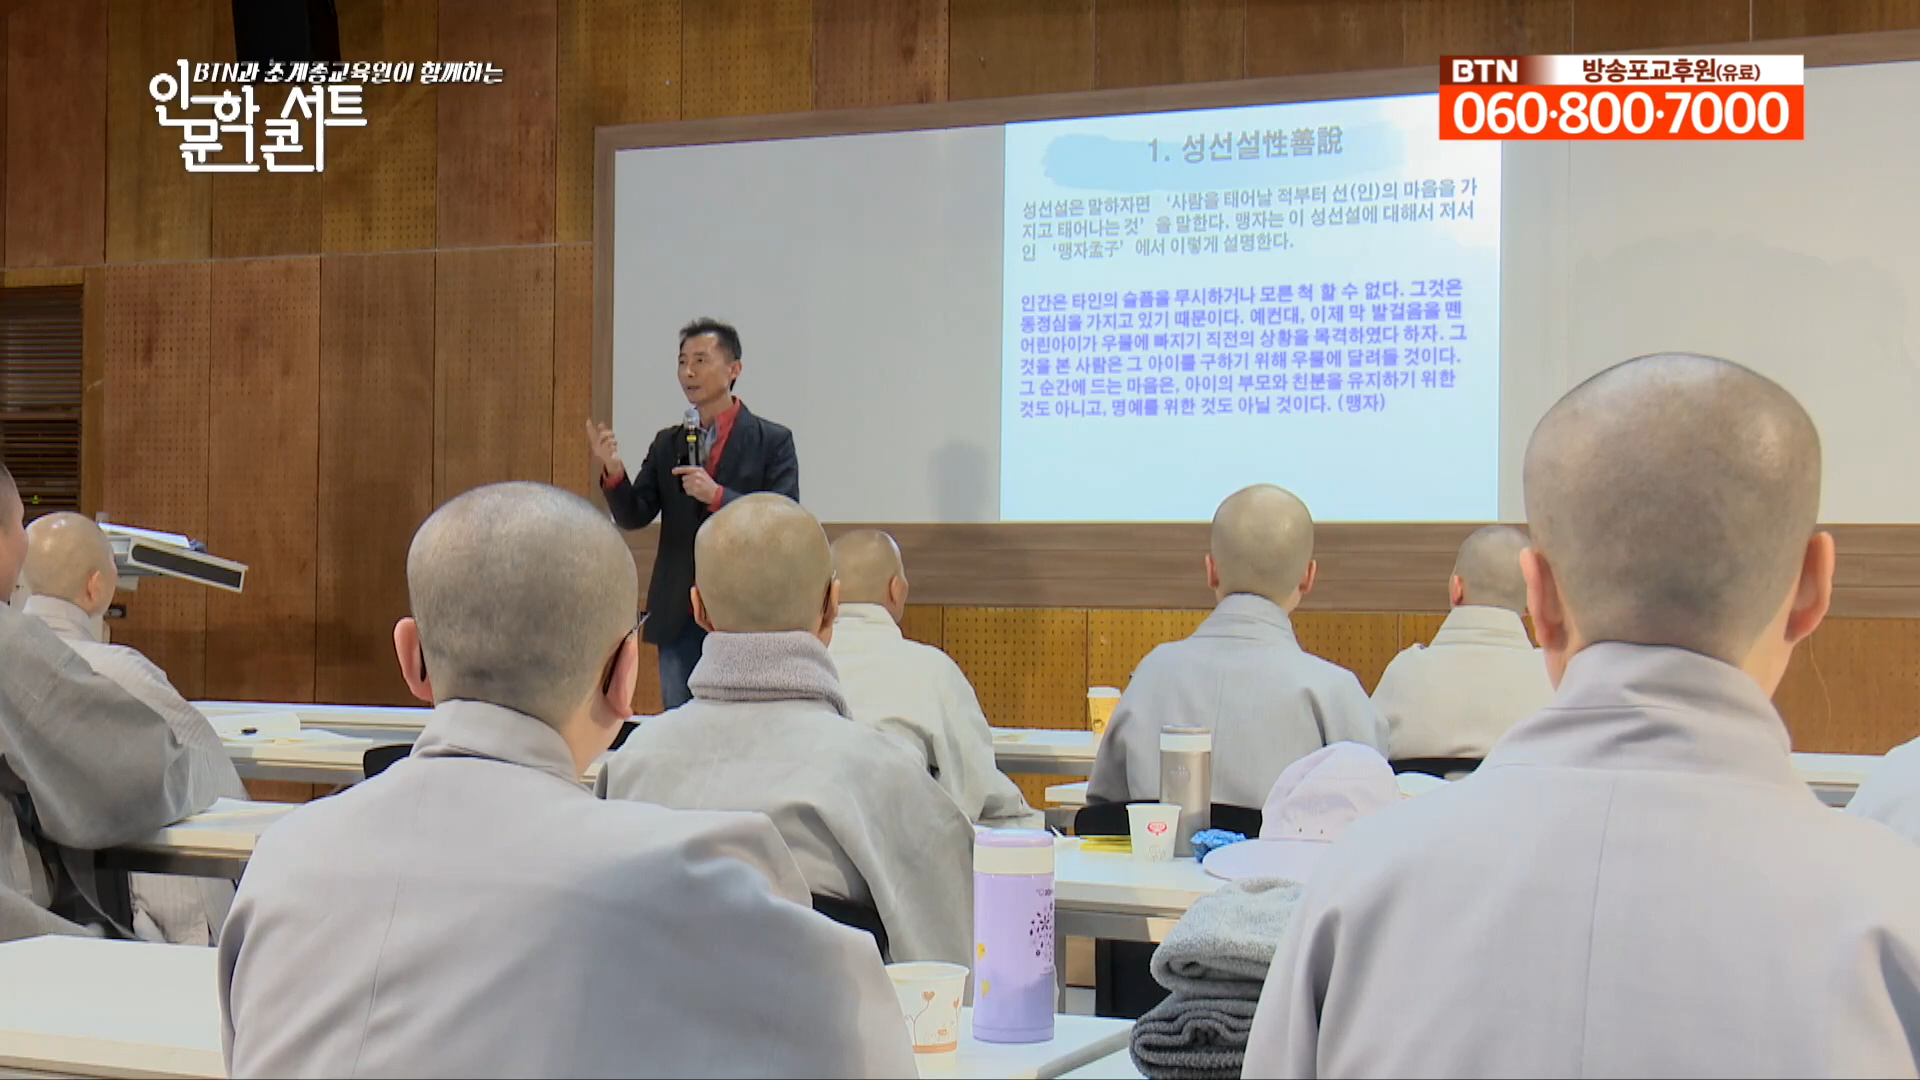 BTN과 조계종교육원이 함께하는
인문학 콘서트
BTN 방송포교후원(유료)
060·800·7000
1. 성선설性善說
성선설은 말하자면 ‘사람을 태어날 적부터 선(인)의 마음을 가
지고 태어나는 것’ 을 말한다. 맹자는 이 성선설에 대해서 저서
인 ‘맹자孟子’ 에서 이렇게 설명한다.
인간은 타인의 슬픔을 무시하거나 모른 척 할 수 없다. 그것은
동정심을 가지고 있기 때문이다. 예컨대, 이제 막 발걸음을 뗀
어린아이가 우물에 빠지기 직전의 상황을 목격하였다 하자. 그
것을 본 사람은 그 아이를 구하기 위해 우물에 달려들 것이다.
그 순간에 드는 마음은, 아이의 부모와 친분을 유지하기 위한
것도 아니고, 명예를 위한 것도 아닐 것이다. (맹자)